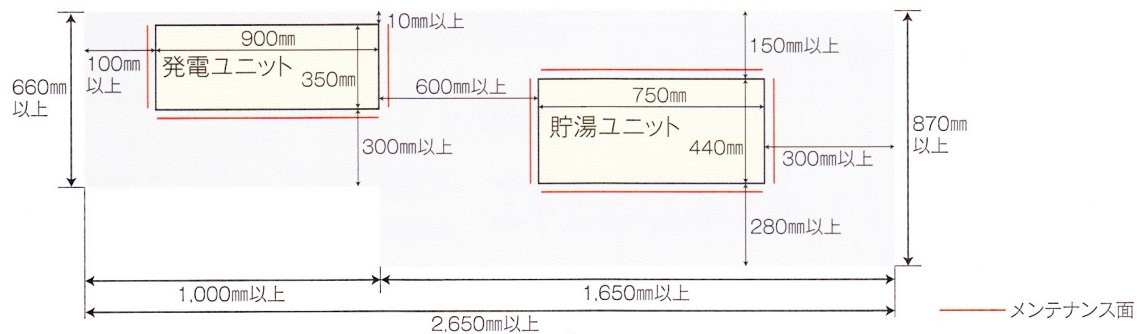 10㎜以上
900㎜
100㎜
以上
発電ユニット
350㎜
660㎜
以上
300㎜以上
600㎜以上
150㎜以上
750㎜
貯湯ユニット
440㎜
300㎜以上
870㎜
以上
280㎜以上
1,000㎜以上
1,650㎜以上
2,650㎜以上
メンテナンス面